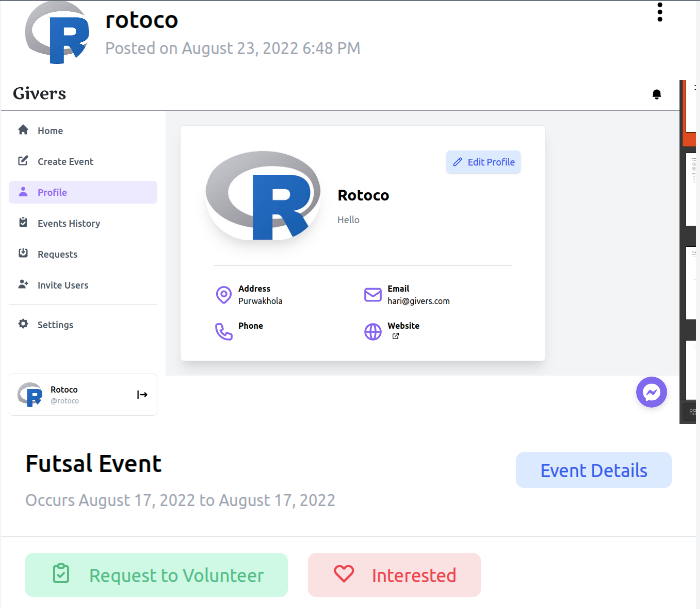 rotoco
Posted on August 23, 2022 6:48 PM
Givers
Home
Create Event
Profile
Events History
Requests
Invite Users
Settings
Rotoco
@rotoco
R
R
R
Edit Profile
Rotoco
Hello
Address
Purwakhola
Email
hari@givers.com
Phone
Website
Futsal Event
Occurs August 17, 2022 to August 17, 2022
Event Details
Request to Volunteer
Interested